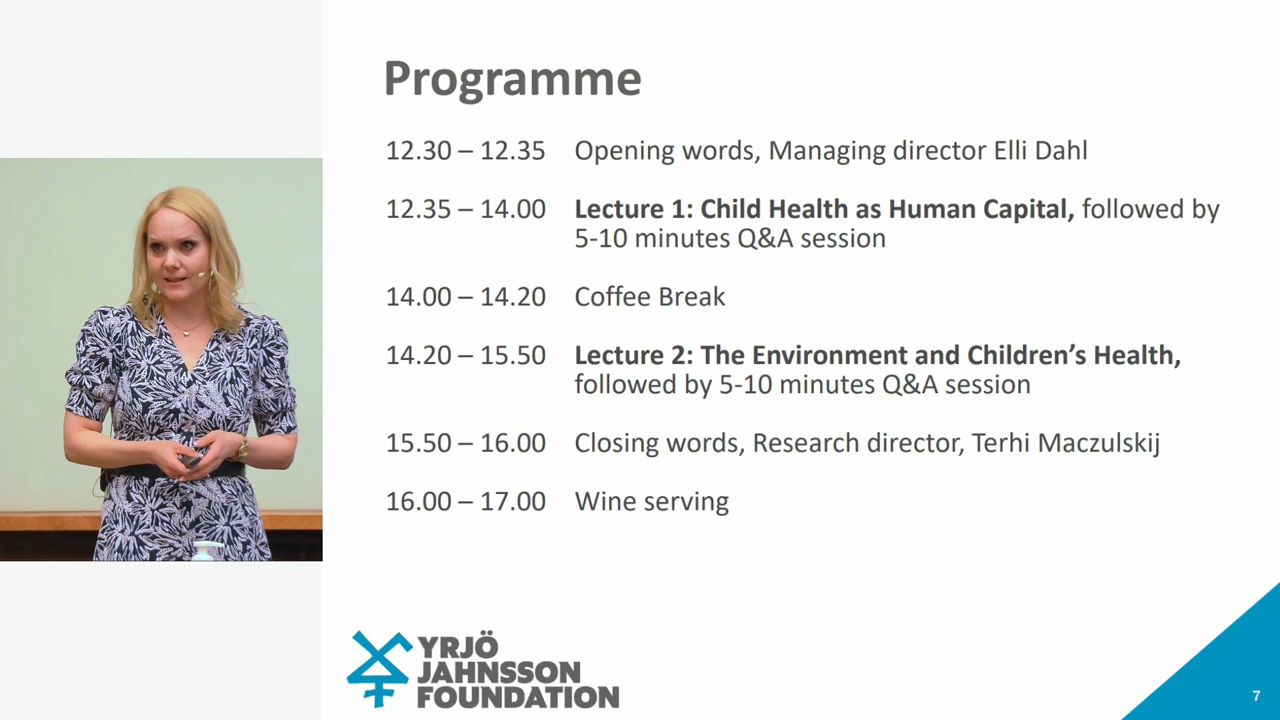 Programme
12.30 – 12.35 Opening words, Managing director Elli Dahl
12.35 – 14.00 Lecture 1: Child Health as Human Capital, followed by
5-10 minutes Q&A session
14.00 – 14.20 Coffee Break
14.20 – 15.50 Lecture 2: The Environment and Children’s Health,
followed by 5-10 minutes Q&A session
15.50 – 16.00 Closing words, Research director, Terhi Maczulskij
16.00 – 17.00 Wine serving
YRJÖ
JAHNSSON
FOUNDATION
7